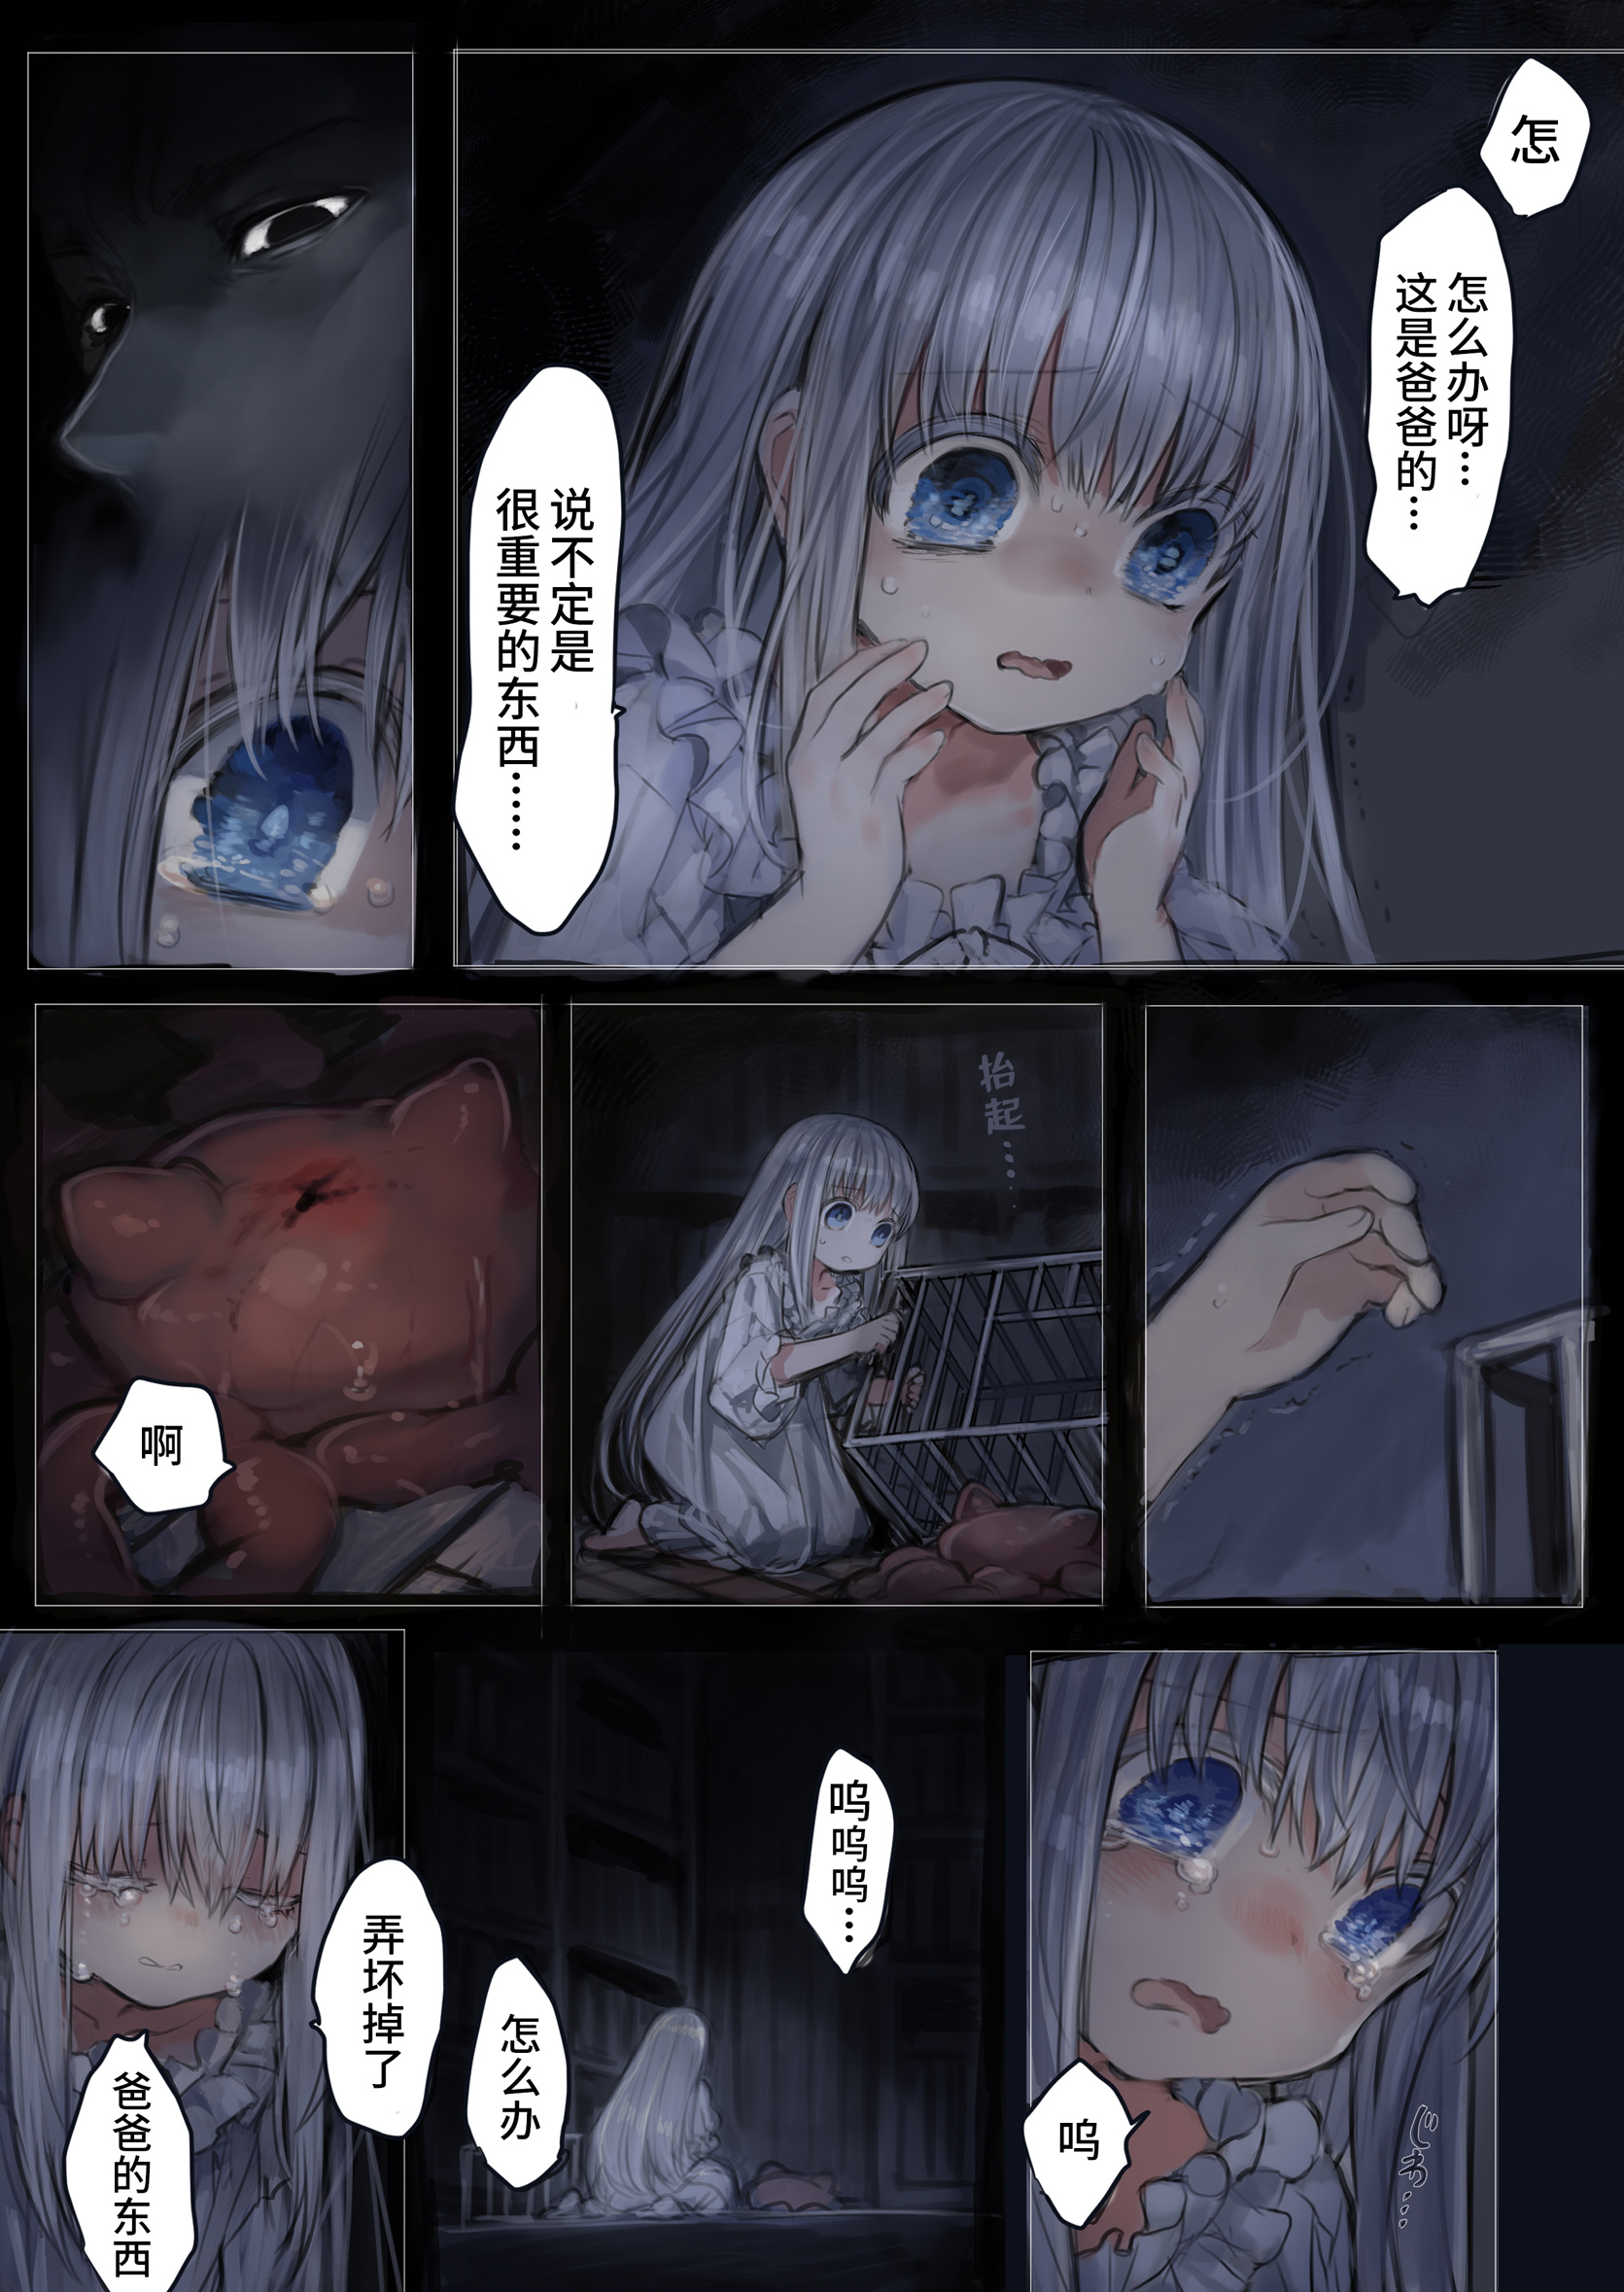 怎
怎么办呀…
这是爸爸的…
说不定是
很重要的东西……
抬起…
啊
呜
じわ…
呜呜呜…
怎么办
弄坏掉了
爸爸的东西